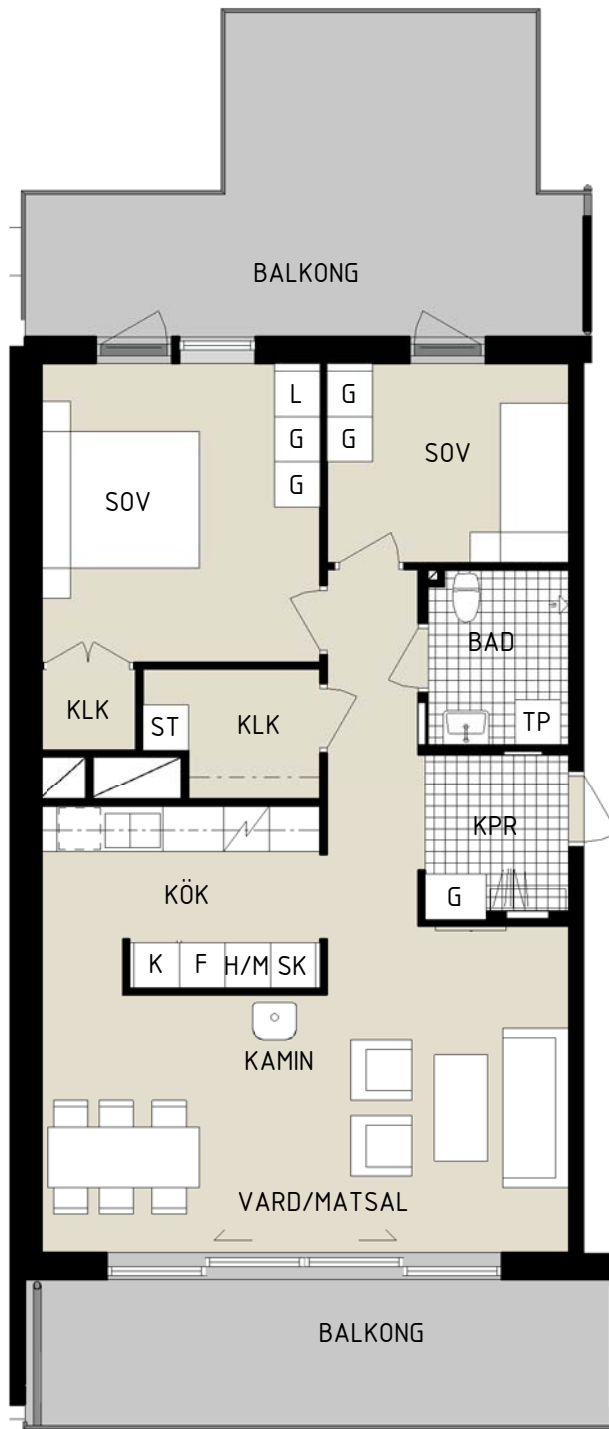 BALKONG
L
G
G
G
G
SOV
SOV
BAD
TP
KLK
ST
KLK
KPR
G
KÖK
K F H/M SK
KAMIN
VARD/MATSAL
BALKONG